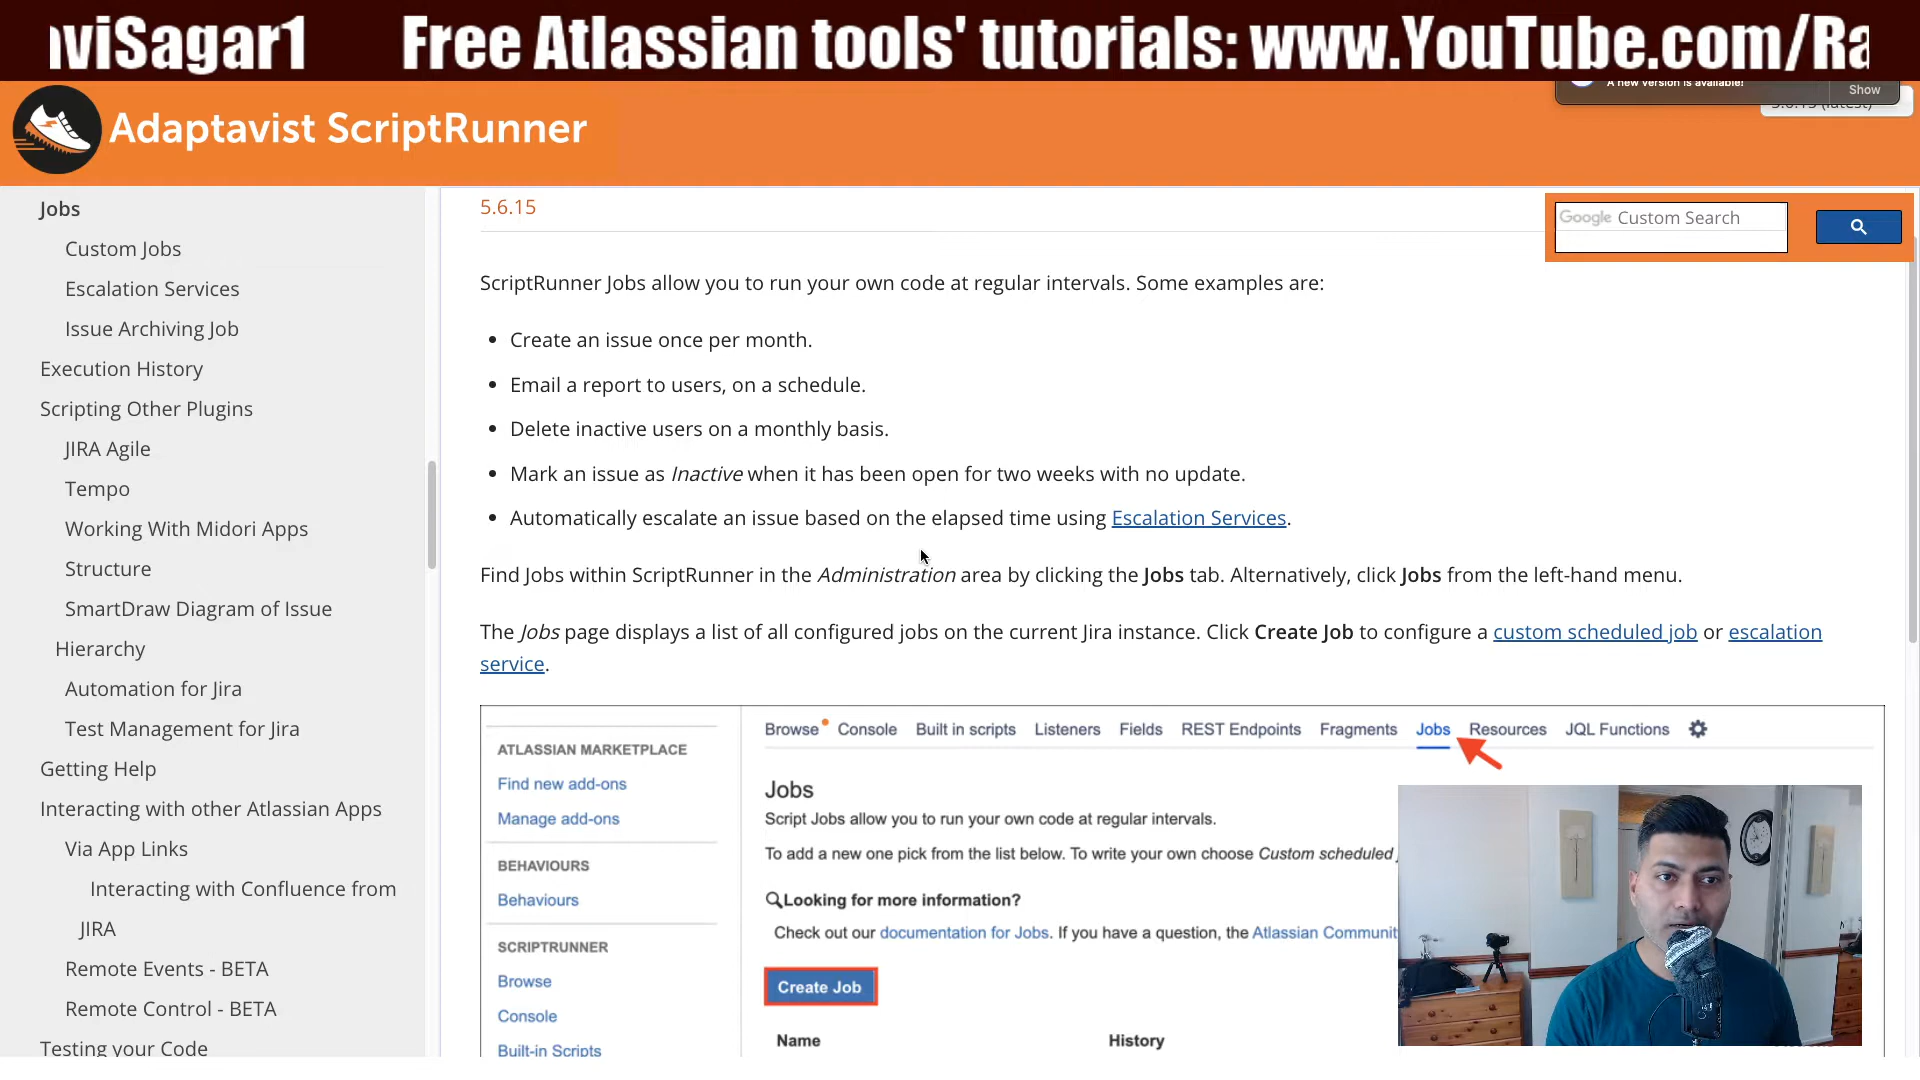 viSagar1 Free Atlassian tools' tutorials: www.YouTube.com/Ra
A new version is available!
Show
5.6.15 (latest)
Adaptavist ScriptRunner
Google Custom Search
Jobs
Custom Jobs
Escalation Services
Issue Archiving Job
Execution History
Scripting Other Plugins
JIRA Agile
Tempo
Working With Midori Apps
Structure
SmartDraw Diagram of Issue
Hierarchy
Automation for Jira
Test Management for Jira
Getting Help
Interacting with other Atlassian Apps
Via App Links
Interacting with Confluence from
JIRA
Remote Events - BETA
Remote Control - BETA
Testing your Code
5.6.15
ScriptRunner Jobs allow you to run your own code at regular intervals. Some examples are:
• Create an issue once per month.
• Email a report to users, on a schedule.
• Delete inactive users on a monthly basis.
• Mark an issue as Inactive when it has been open for two weeks with no update.
• Automatically escalate an issue based on the elapsed time using Escalation Services.
Find Jobs within ScriptRunner in the Administration area by clicking the Jobs tab. Alternatively, click Jobs from the left-hand menu.
The Jobs page displays a list of all configured jobs on the current Jira instance. Click Create Job to configure a custom scheduled job or escalation
service.
ATLASSIAN MARKETPLACE
Find new add-ons
Manage add-ons
BEHAVIOURS
Behaviours
SCRIPTRUNNER
Browse
Console
Built-in Scripts
Browse Console Built in scripts Listeners Fields REST Endpoints Fragments Jobs Resources JQL Functions
Jobs
Script Jobs allow you to run your own code at regular intervals.
To add a new one pick from the list below. To write your own choose Custom scheduled
Looking for more information?
Check out our documentation for Jobs. If you have a question, the Atlassian Communit
Create Job
Name History